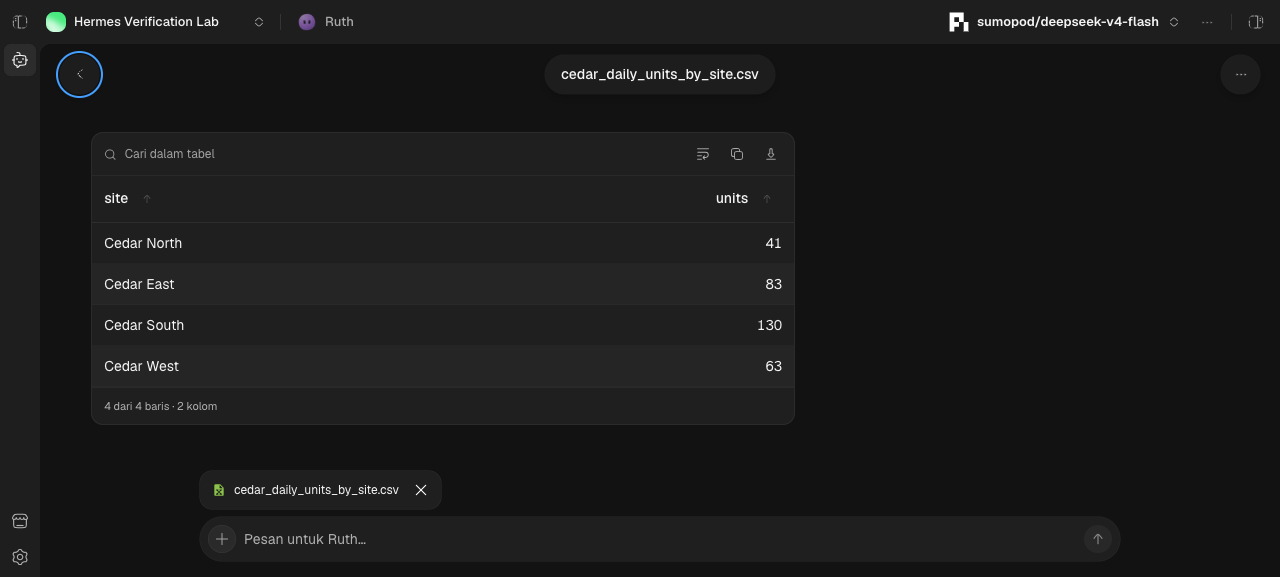 Hermes Verification Lab
Ruth
sumopod/deepseek-v4-flash
cedar_daily_units_by_site.csv
Cari dalam tabel
site units
Cedar North 41
Cedar East 83
Cedar South 130
Cedar West 63
4 dari 4 baris · 2 kolom
cedar_daily_units_by_site.csv
Pesan untuk Ruth...